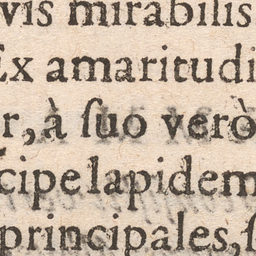 vis mirabilis
Ex amaritudi
r, à ſuo verò
cipe lapidem
principales, ſ